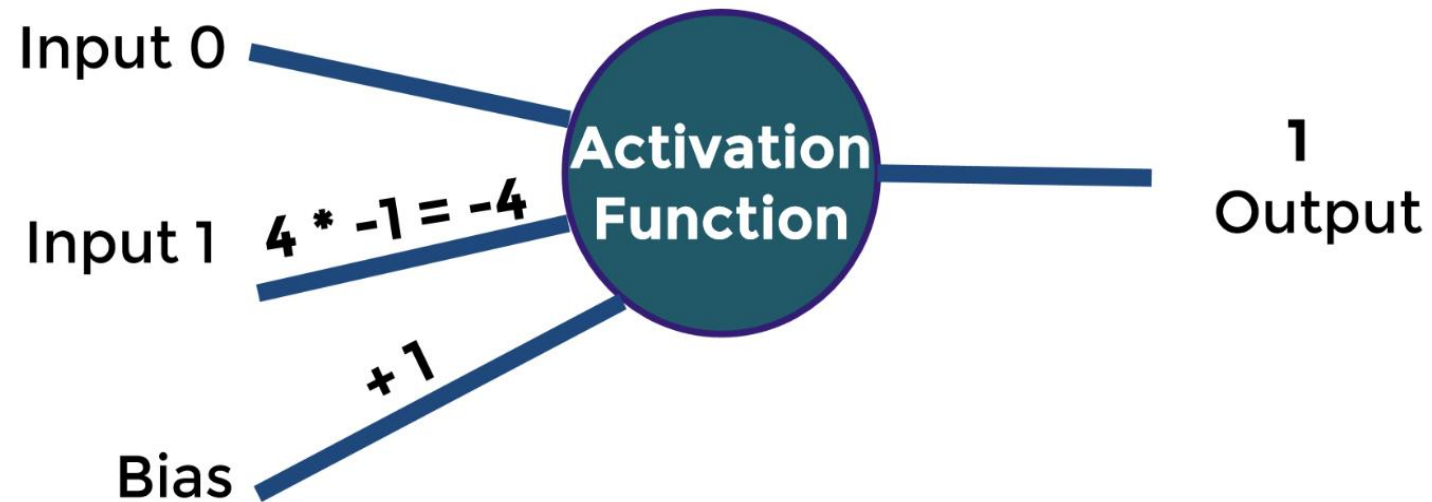 Input 0
Activation
Function
1
Output
Input 1
4 * -1 = -4
+ 1
Bias